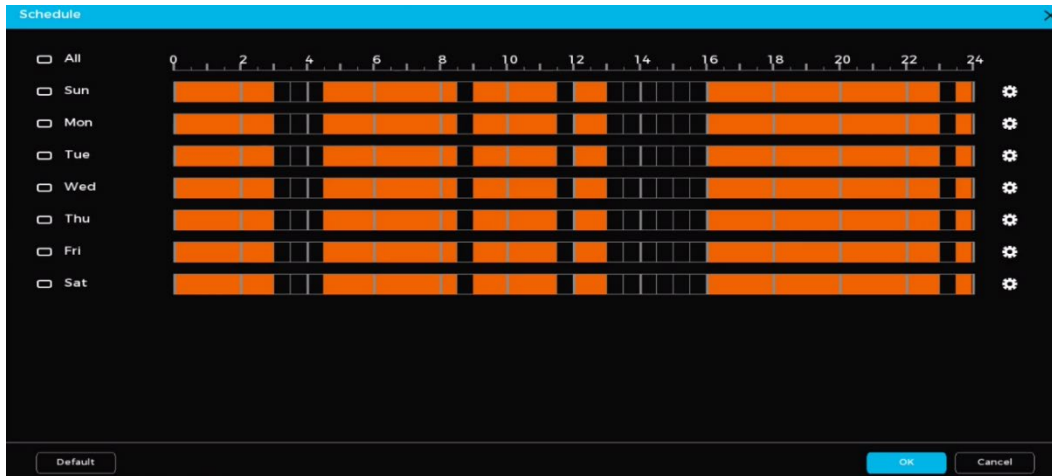 Schedule
All 0 2 4 6 8 10 12 14 16 18 20 22 24
Sun
Mon
Tue
Wed
Thu
Fri
Sat
Default OK Cancel